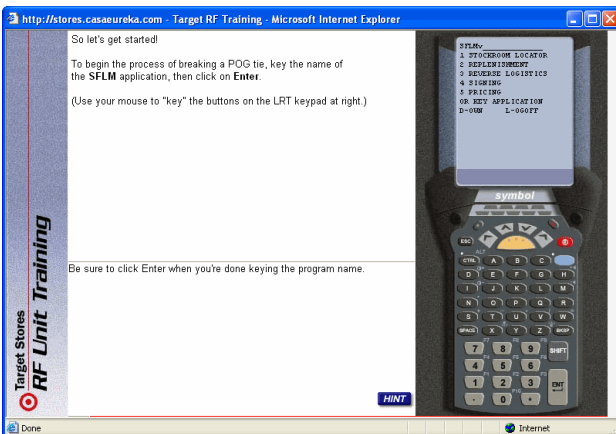 http://stores.casaeureka.com - Target RF Training - Microsoft Internet Explorer
So let's get started!
To begin the process of breaking a POG tie, key the name of
the SFLM application, then click on Enter.
(Use your mouse to "key" the buttons on the LRT keypad at right.)
Be sure to click Enter when you're done keying the program name.
HINT
Target Stores
RF Unit Training
SFLMv
1 STOCKROOM LOCATOR
2 REPLENISHMENT
3 REVERSE LOGISTICS
4 SIGNING
5 PRICING
OR KEY APPLICATION
D-OWN L-OGOFF
symbol
ESC
ALT
CTRL A B C
D E F G H
I J K L M
N O P Q R
S T U V W
SPACE X Y Z BKSP
7 8 9 SHIFT
4 5 6
1 2 3 ENT
. 0 *
Done
Internet